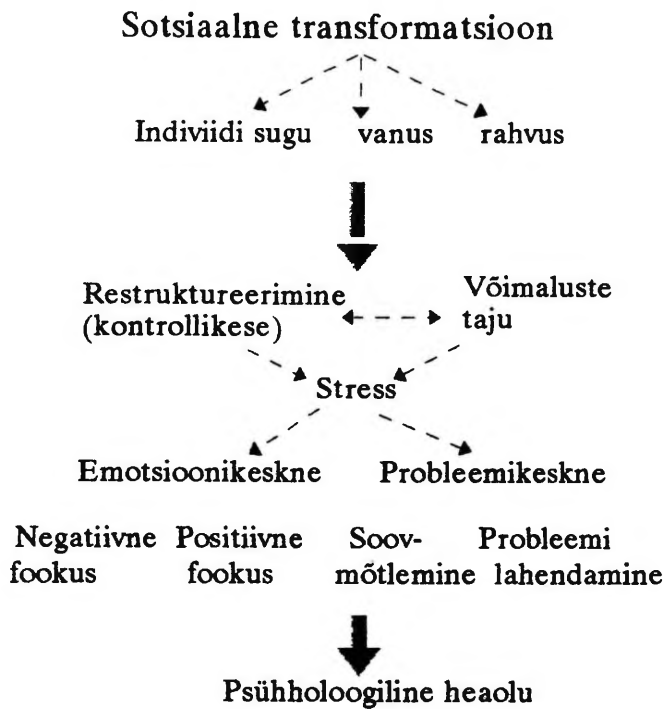 Sotsiaalne transformatsioon
Indiviidi sugu vanus rahvus
Restruktureerimine
(kontrollikese)
Võimaluste
taju
Stress
Emotsioonikeskne Probleemikeskne
Negatiivne
fookus
Positiivne
fookus
Soov-
mõtlemine
Probleemi
lahendamine
Psühholoogiline heaolu